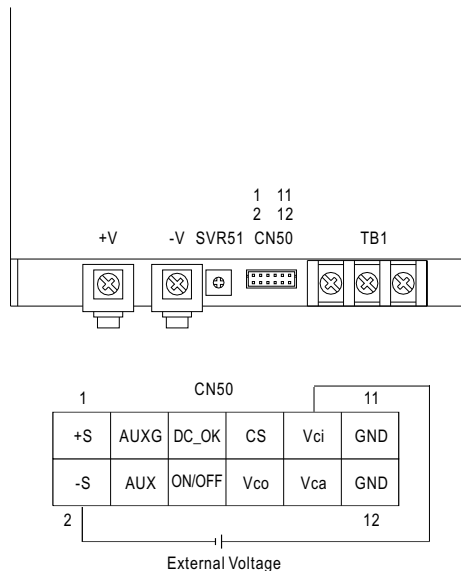 1 11
2 12
+V -V SVR51 CN50 TB1
CN50
1 11
+S AUXG DC_OK CS Vci GND
-S AUX ON/OFF Vco Vca GND
2 12
External Voltage